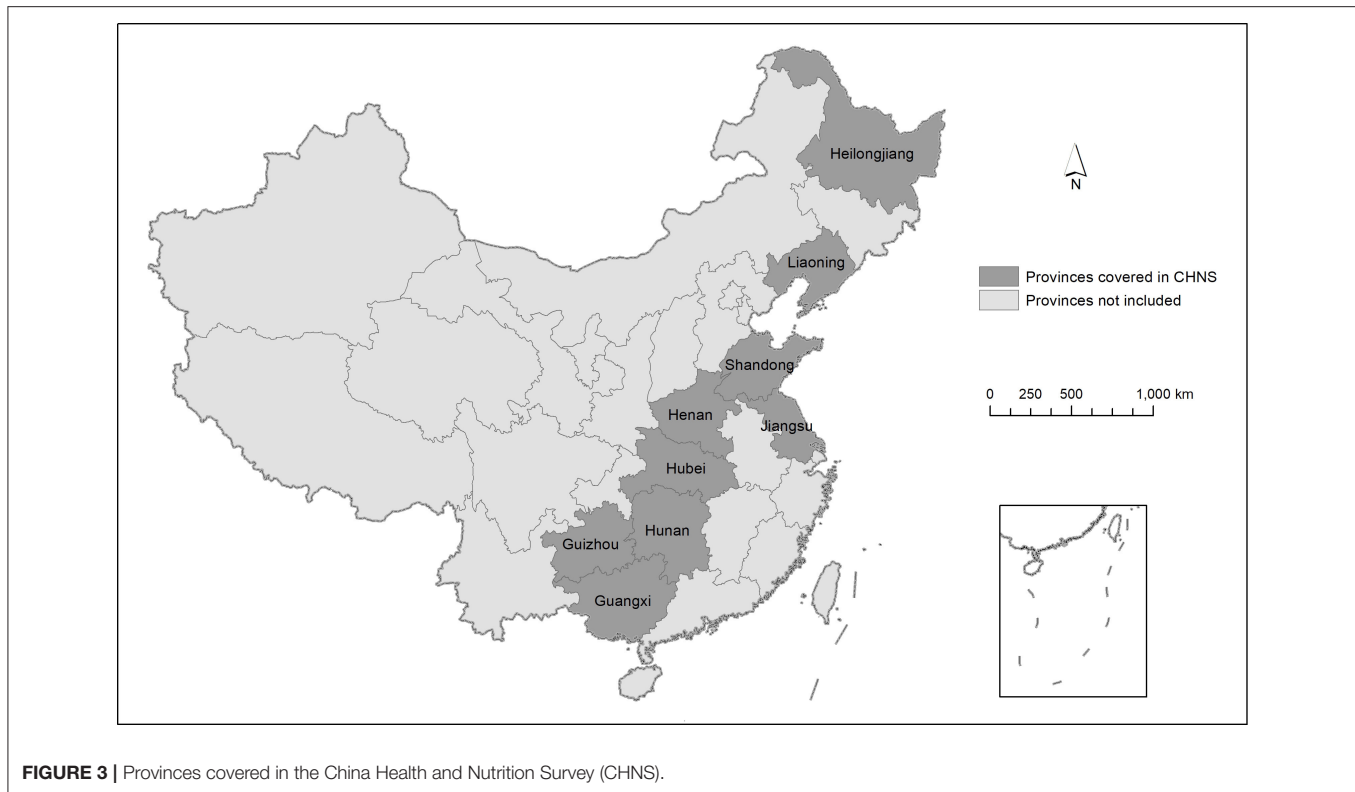 Heilongjiang
N
Liaoning
Provinces covered in CHNS
Provinces not included
Shandong
0 250 500 1,000 km
Henan
Jiangsu
Hubei
Hunan
Guizhou
Guangxi
FIGURE 3 | Provinces covered in the China Health and Nutrition Survey (CHNS).